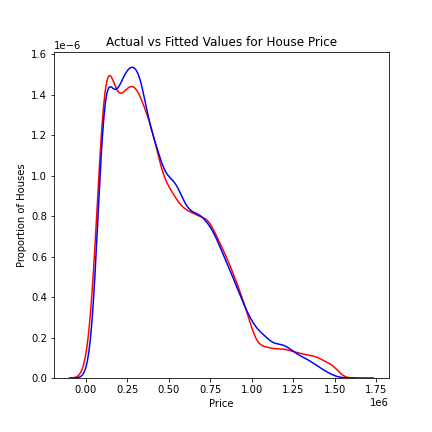 Actual vs Fitted Values for House Price
1e−6
1.6
1.4
1.2
1.0
0.8
0.6
0.4
0.2
0.0
Proportion of Houses
0.00 0.25 0.50 0.75 1.00 1.25 1.50 1.75
Price
1e6